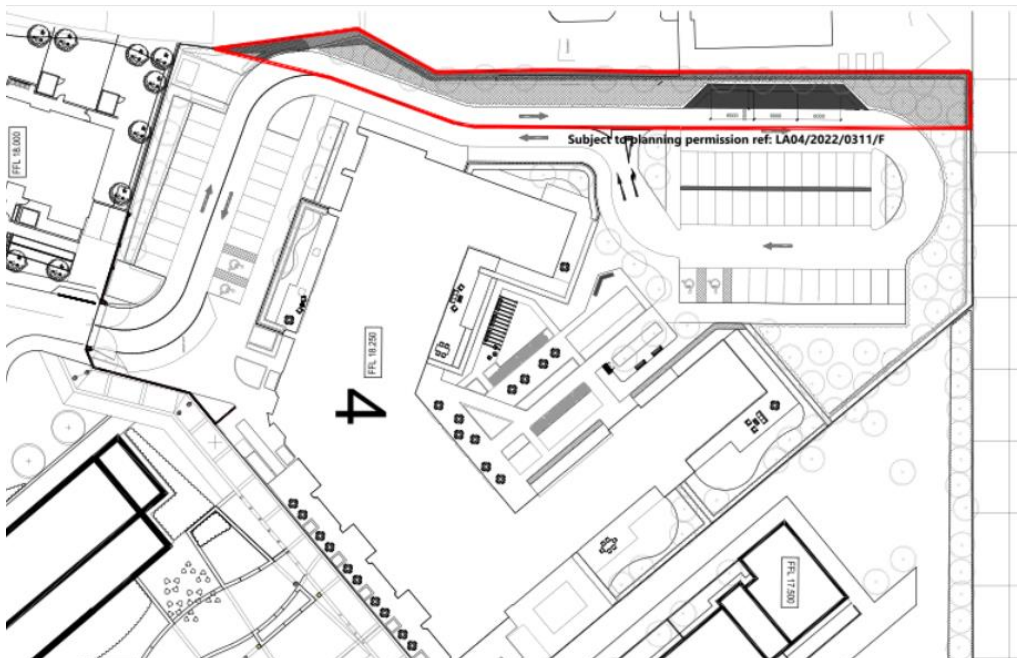 Subject to planning permission ref: LA04/2022/0311/F
FFL 18.000
FFL 18.250
4
FFL 17.500